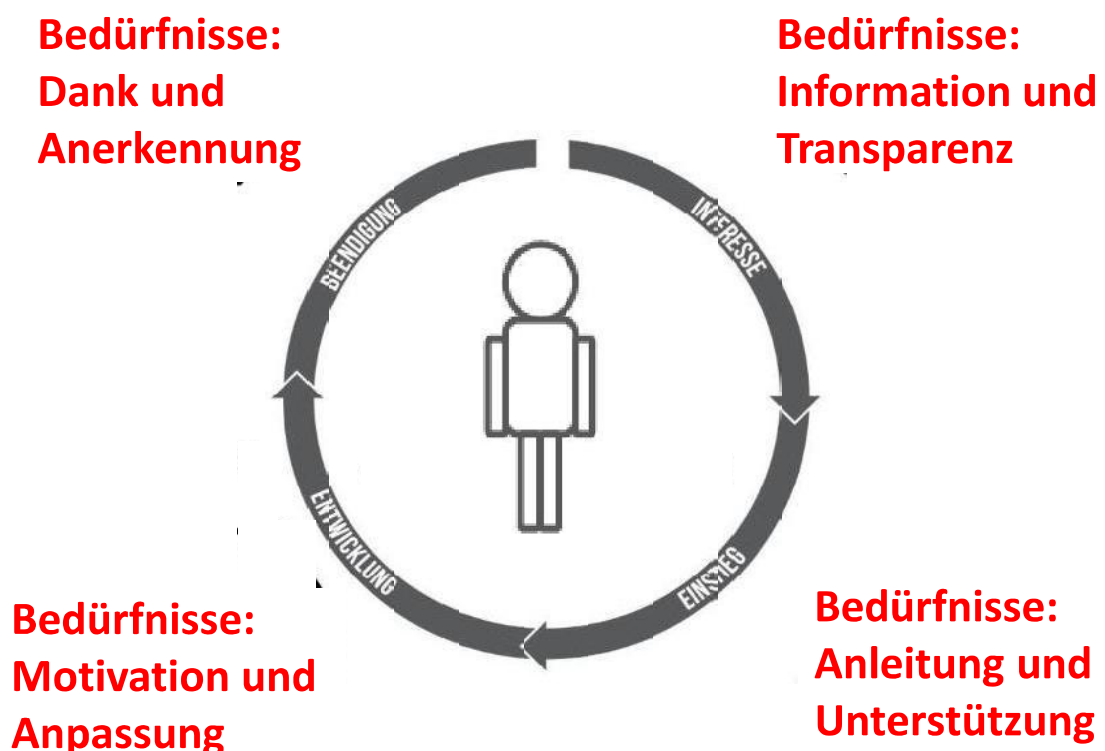 Bedürfnisse:
Dank und
Anerkennung
Bedürfnisse:
Information und
Transparenz
BEENDIGUNG
INTERESSE
ENTWICKLUNG
EINSTIEG
Bedürfnisse:
Motivation und
Anpassung
Bedürfnisse:
Anleitung und
Unterstützung